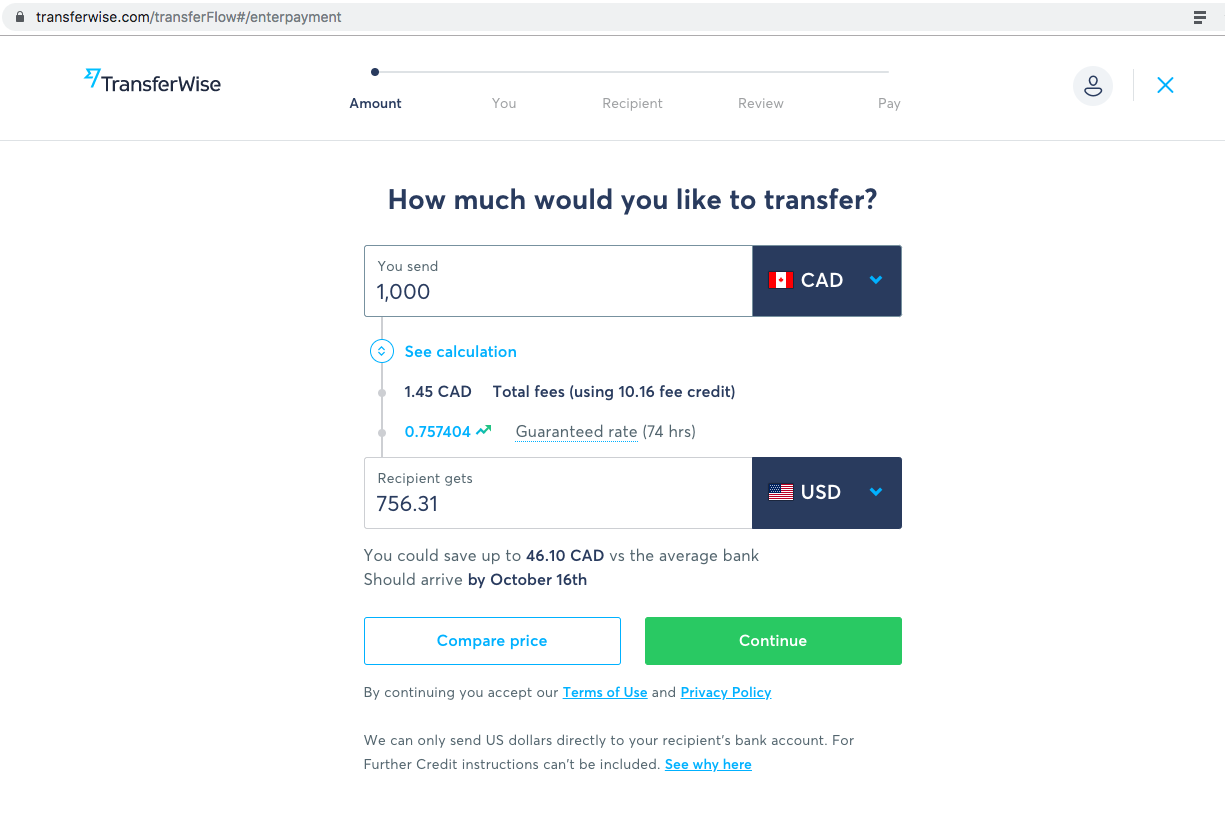 transferwise.com/transferFlow#/enterpayment
TransferWise
Amount You Recipient Review Pay
How much would you like to transfer?
You send
1,000 CAD
See calculation
1.45 CAD Total fees (using 10.16 fee credit)
0.757404 Guaranteed rate (74 hrs)
Recipient gets
756.31 USD
You could save up to 46.10 CAD vs the average bank
Should arrive by October 16th
Compare price Continue
By continuing you accept our Terms of Use and Privacy Policy
We can only send US dollars directly to your recipient's bank account. For
Further Credit instructions can't be included. See why here